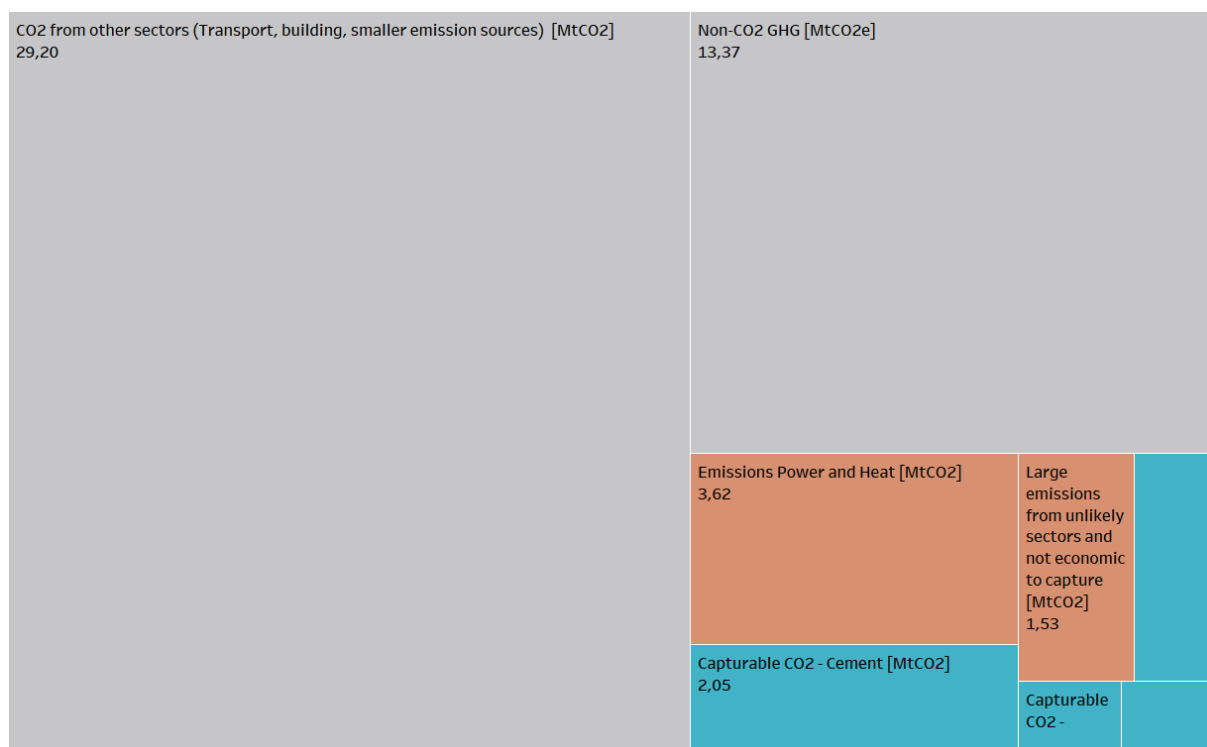 CO2 from other sectors (Transport, building, smaller emission sources) [MtCO2]
29,20
Non-CO2 GHG [MtCO2e]
13,37
Emissions Power and Heat [MtCO2]
3,62
Large
emissions
from unlikely
sectors and
not economic
to capture
[MtCO2]
1,53
Capturable CO2 - Cement [MtCO2]
2,05
Capturable
CO2 -